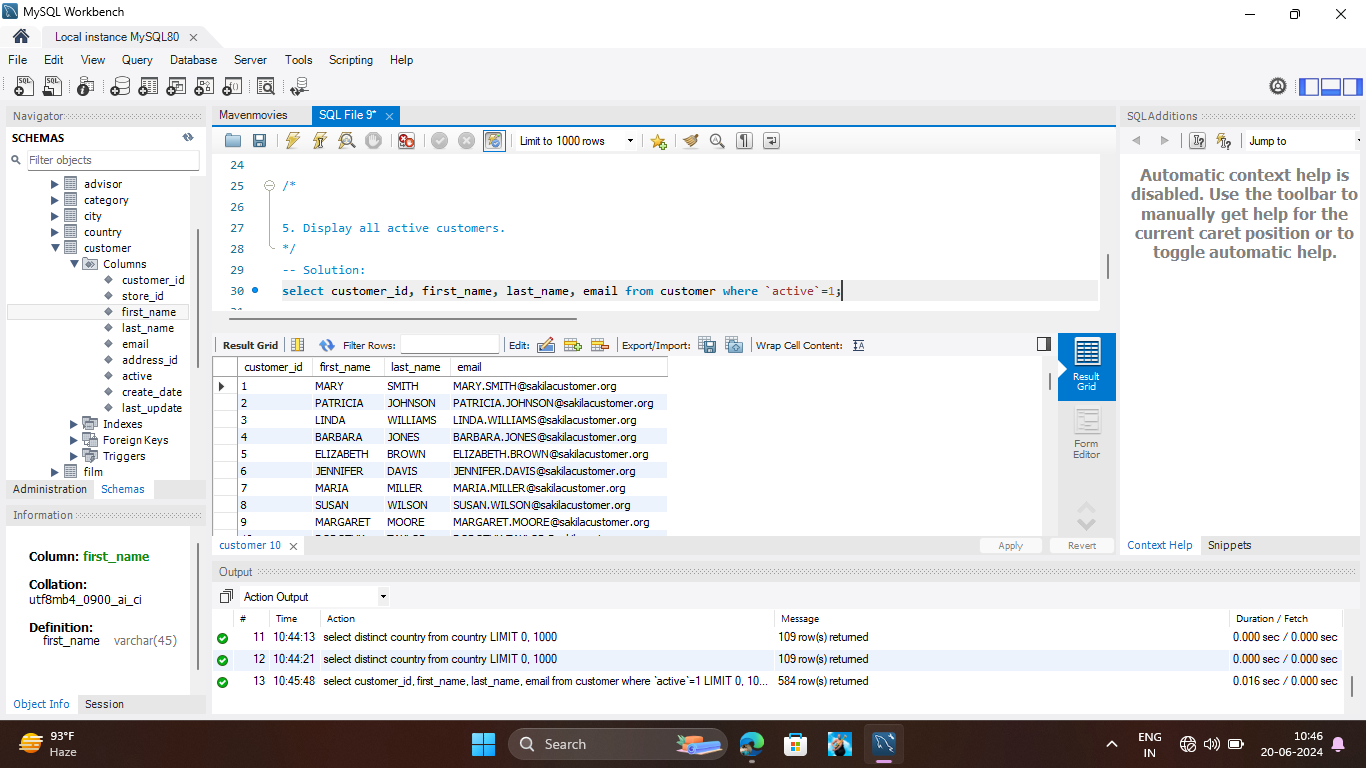 MySQL Workbench
Local instance MySQL80
File Edit View Query Database Server Tools Scripting Help
Navigator
SCHEMAS
Filter objects
advisor
category
city
country
customer
Columns
customer_id
store_id
first_name
last_name
email
address_id
active
create_date
last_update
Indexes
Foreign Keys
Triggers
film
Administration Schemas
Information
Column: first_name
Collation:
utf8mb4_0900_ai_ci
Definition:
first_name varchar(45)
Object Info Session
Mavenmovies SQL File 9*
Limit to 1000 rows
24
25 /*
26
27 5. Display all active customers.
28 */
29 -- Solution:
30 select customer_id, first_name, last_name, email from customer where `active`=1;
Result Grid Filter Rows: Edit: Export/Import: Wrap Cell Content:
customer_id first_name last_name email
1 MARY SMITH MARY.SMITH@sakilacustomer.org
2 PATRICIA JOHNSON PATRICIA.JOHNSON@sakilacustomer.org
3 LINDA WILLIAMS LINDA.WILLIAMS@sakilacustomer.org
4 BARBARA JONES BARBARA.JONES@sakilacustomer.org
5 ELIZABETH BROWN ELIZABETH.BROWN@sakilacustomer.org
6 JENNIFER DAVIS JENNIFER.DAVIS@sakilacustomer.org
7 MARIA MILLER MARIA.MILLER@sakilacustomer.org
8 SUSAN WILSON SUSAN.WILSON@sakilacustomer.org
9 MARGARET MOORE MARGARET.MOORE@sakilacustomer.org
Result
Grid
Form
Editor
customer 10
Apply Revert
SQLAdditions
Jump to
Automatic context help is
disabled. Use the toolbar to
manually get help for the
current caret position or to
toggle automatic help.
Context Help Snippets
Output
Action Output
# Time Action Message Duration / Fetch
11 10:44:13 select distinct country from country LIMIT 0, 1000 109 row(s) returned 0.000 sec / 0.000 sec
12 10:44:21 select distinct country from country LIMIT 0, 1000 109 row(s) returned 0.000 sec / 0.000 sec
13 10:45:48 select customer_id, first_name, last_name, email from customer where `active`=1 LIMIT 0, 10... 584 row(s) returned 0.016 sec / 0.000 sec
93°F
Haze
Search
ENG
IN
10:46
20-06-2024